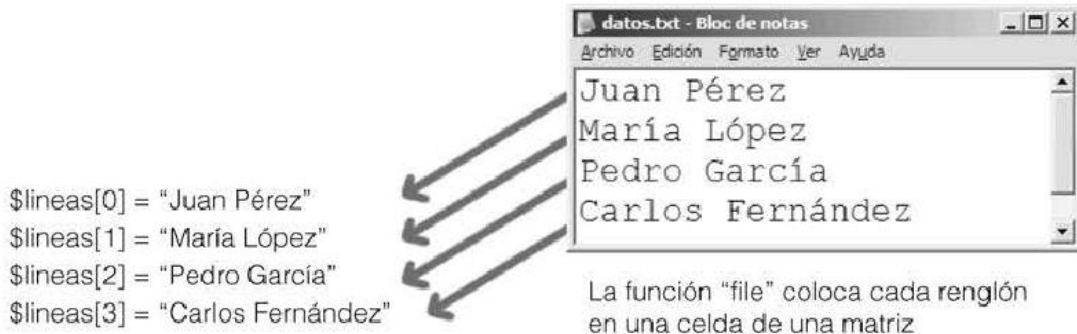 datos.txt - Bloc de notas
Archivo Edición Formato Ver Ayuda
Juan Pérez
María López
Pedro García
Carlos Fernández
$lineas[0] = “Juan Pérez”
$lineas[1] = “María López”
$lineas[2] = “Pedro García”
$lineas[3] = “Carlos Fernández”
La función “file” coloca cada renglón
en una celda de una matriz